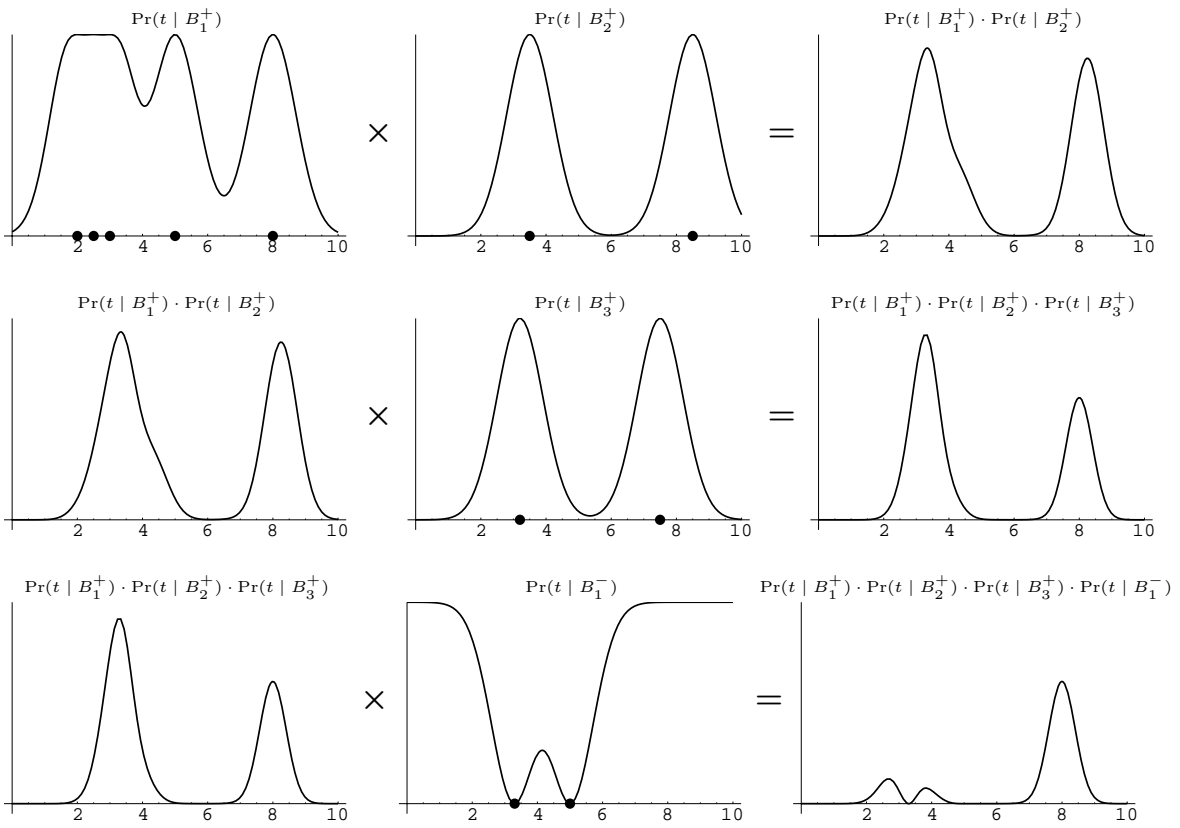 Pr(t | B₁⁺)
Pr(t | B₂⁺)
Pr(t | B₁⁺) · Pr(t | B₂⁺)
× =
2 4 6 8 10
2 4 6 8 10
2 4 6 8 10
Pr(t | B₁⁺) · Pr(t | B₂⁺)
Pr(t | B₃⁺)
Pr(t | B₁⁺) · Pr(t | B₂⁺) · Pr(t | B₃⁺)
× =
2 4 6 8 10
2 4 6 8 10
2 4 6 8 10
Pr(t | B₁⁺) · Pr(t | B₂⁺) · Pr(t | B₃⁺)
Pr(t | B₁⁻)
Pr(t | B₁⁺) · Pr(t | B₂⁺) · Pr(t | B₃⁺) · Pr(t | B₁⁻)
× =
2 4 6 8 10
2 4 6 8 10
2 4 6 8 10